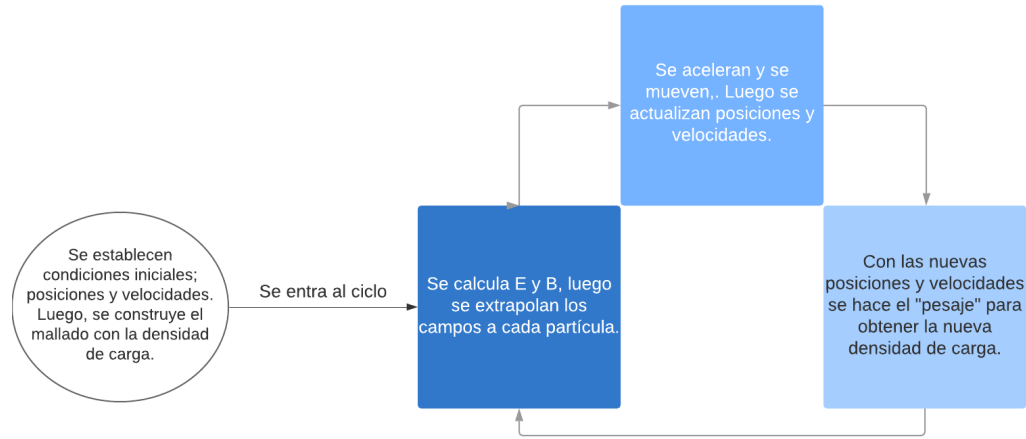 Se establecen
condiciones iniciales;
posiciones y velocidades.
Luego, se construye el
mallado con la densidad
de carga.
Se entra al ciclo
Se calcula E y B, luego
se extrapolan los
campos a cada partícula.
Se aceleran y se
mueven,. Luego se
actualizan posiciones y
velocidades.
Con las nuevas
posiciones y velocidades
se hace el "pesaje" para
obtener la nueva
densidad de carga.